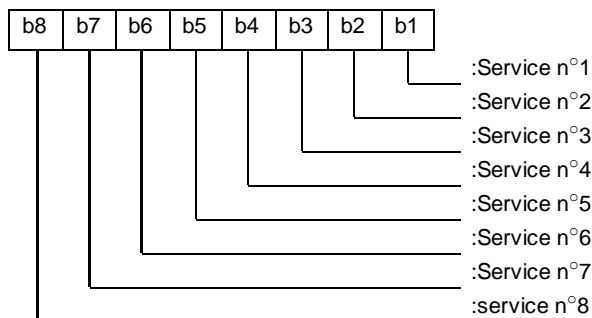 b8 b7 b6 b5 b4 b3 b2 b1
:Service n°1
:Service n°2
:Service n°3
:Service n°4
:Service n°5
:Service n°6
:Service n°7
:service n°8